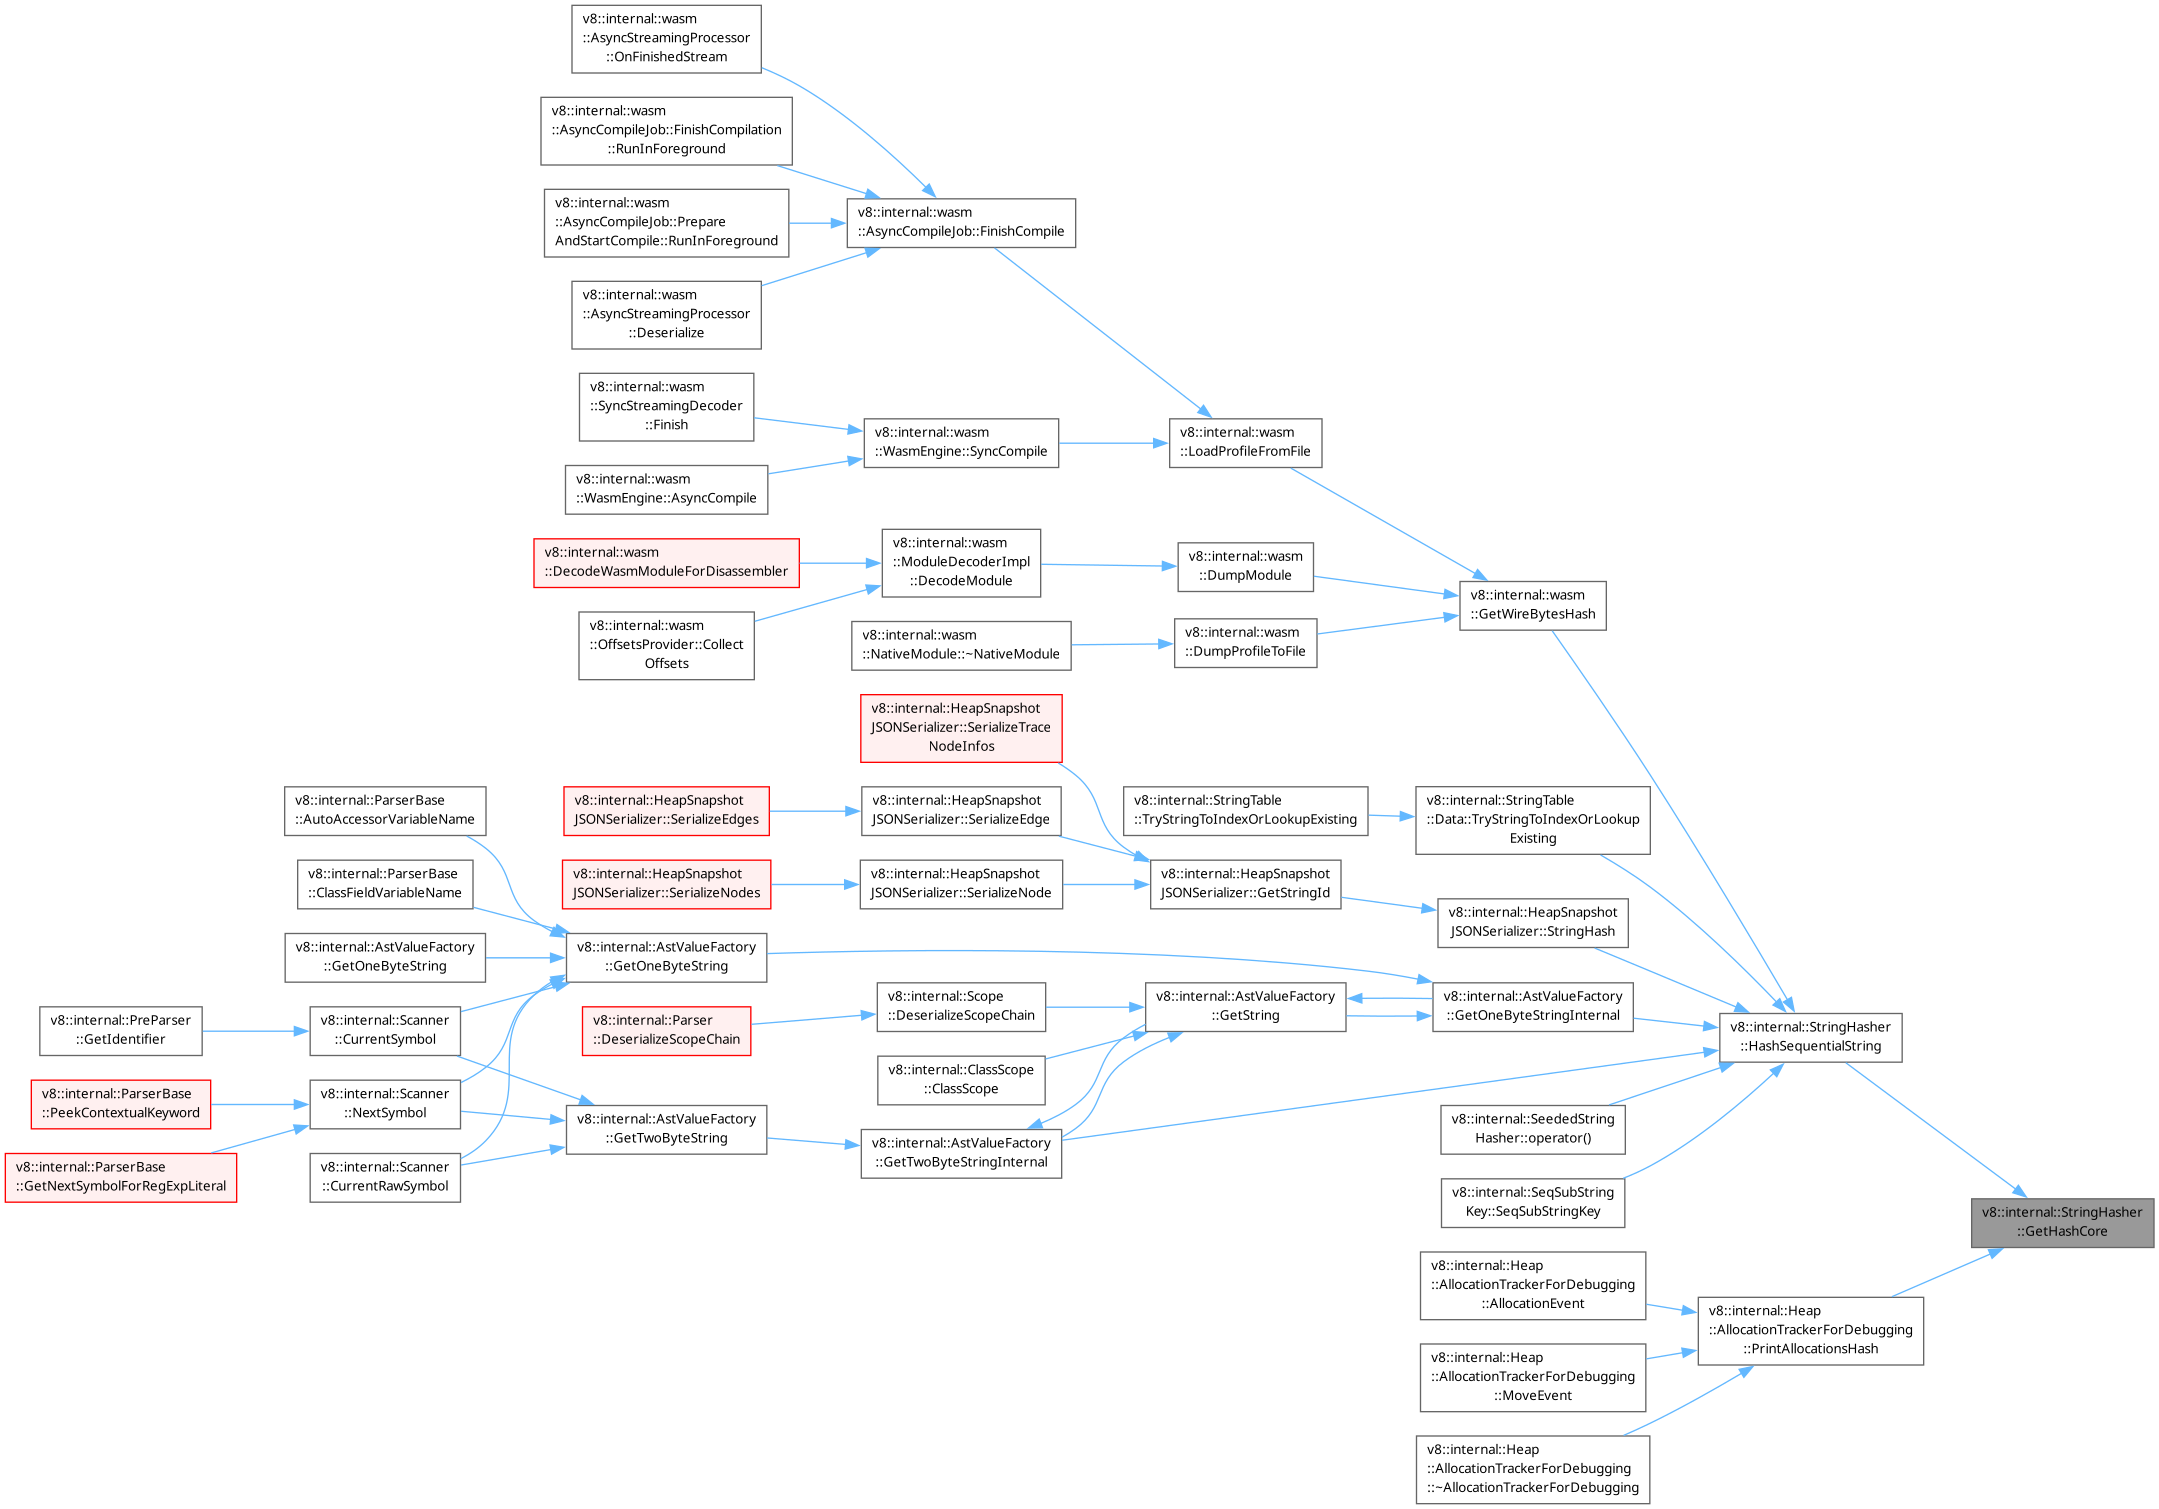 v8::internal::wasm
::AsyncStreamingProcessor
::OnFinishedStream
v8::internal::wasm
::AsyncCompileJob::FinishCompilation
::RunInForeground
v8::internal::wasm
::AsyncCompileJob::Prepare
AndStartCompile::RunInForeground
v8::internal::wasm
::AsyncCompileJob::FinishCompile
v8::internal::wasm
::AsyncStreamingProcessor
::Deserialize
v8::internal::wasm
::SyncStreamingDecoder
::Finish
v8::internal::wasm
::WasmEngine::SyncCompile
v8::internal::wasm
::LoadProfileFromFile
v8::internal::wasm
::WasmEngine::AsyncCompile
v8::internal::wasm
::DecodeWasmModuleForDisassembler
v8::internal::wasm
::ModuleDecoderImpl
::DecodeModule
v8::internal::wasm
::DumpModule
v8::internal::wasm
::GetWireBytesHash
v8::internal::wasm
::OffsetsProvider::Collect
Offsets
v8::internal::wasm
::NativeModule::~NativeModule
v8::internal::wasm
::DumpProfileToFile
v8::internal::HeapSnapshot
JSONSerializer::SerializeTrace
NodeInfos
v8::internal::ParserBase
::AutoAccessorVariableName
v8::internal::HeapSnapshot
JSONSerializer::SerializeEdges
v8::internal::HeapSnapshot
JSONSerializer::SerializeEdge
v8::internal::StringTable
::TryStringToIndexOrLookupExisting
v8::internal::StringTable
::Data::TryStringToIndexOrLookup
Existing
v8::internal::ParserBase
::ClassFieldVariableName
v8::internal::HeapSnapshot
JSONSerializer::SerializeNodes
v8::internal::HeapSnapshot
JSONSerializer::SerializeNode
v8::internal::HeapSnapshot
JSONSerializer::GetStringId
v8::internal::HeapSnapshot
JSONSerializer::StringHash
v8::internal::AstValueFactory
::GetOneByteString
v8::internal::AstValueFactory
::GetOneByteString
v8::internal::PreParser
::GetIdentifier
v8::internal::Scanner
::CurrentSymbol
v8::internal::Parser
::DeserializeScopeChain
v8::internal::Scope
::DeserializeScopeChain
v8::internal::AstValueFactory
::GetString
v8::internal::AstValueFactory
::GetOneByteStringInternal
v8::internal::StringHasher
::HashSequentialString
v8::internal::ClassScope
::ClassScope
v8::internal::ParserBase
::PeekContextualKeyword
v8::internal::Scanner
::NextSymbol
v8::internal::AstValueFactory
::GetTwoByteString
v8::internal::AstValueFactory
::GetTwoByteStringInternal
v8::internal::SeededString
Hasher::operator()
v8::internal::ParserBase
::GetNextSymbolForRegExpLiteral
v8::internal::Scanner
::CurrentRawSymbol
v8::internal::SeqSubString
Key::SeqSubStringKey
v8::internal::StringHasher
::GetHashCore
v8::internal::Heap
::AllocationTrackerForDebugging
::AllocationEvent
v8::internal::Heap
::AllocationTrackerForDebugging
::PrintAllocationsHash
v8::internal::Heap
::AllocationTrackerForDebugging
::MoveEvent
v8::internal::Heap
::AllocationTrackerForDebugging
::~AllocationTrackerForDebugging